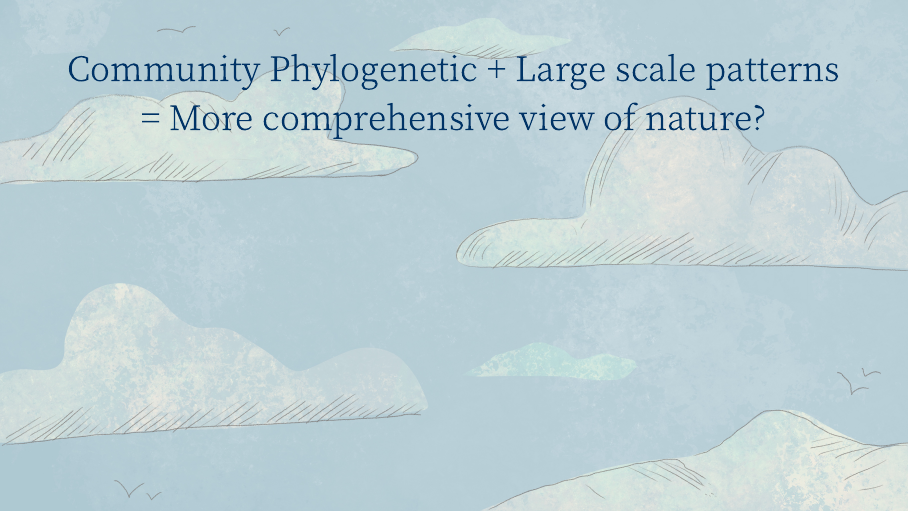 Community Phylogenetic + Large scale patterns
= More comprehensive view of nature?